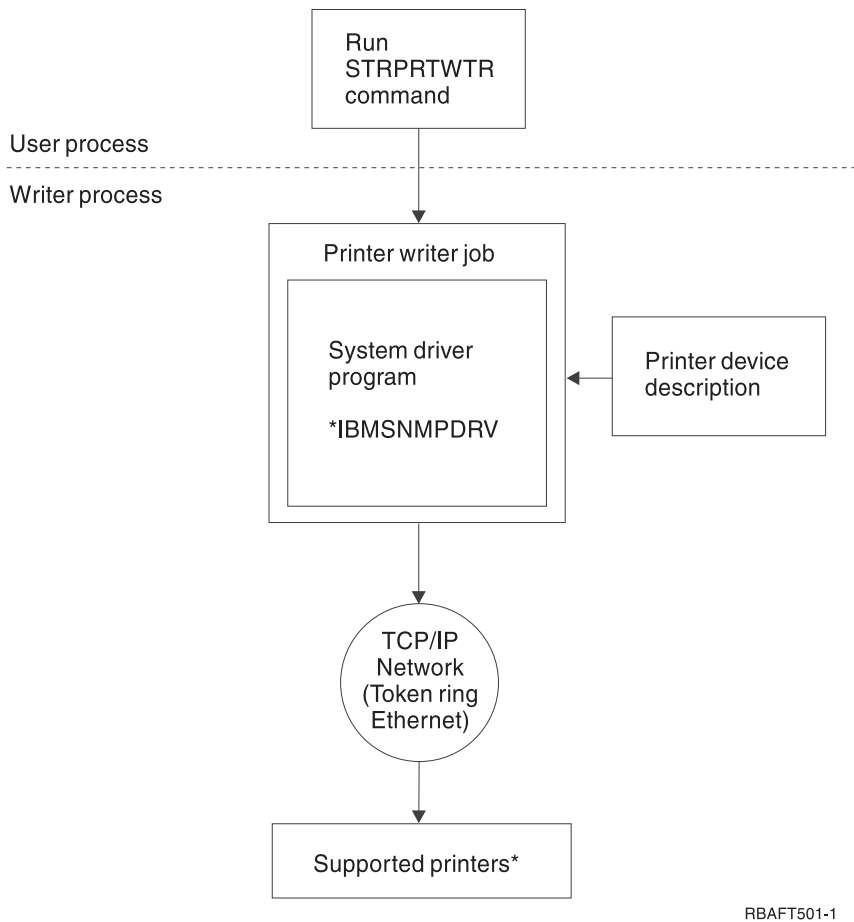 Run
STRPRTWTR
command
User process
Writer process
Printer writer job
System driver
program
*IBMSNMPDRV
Printer device
description
TCP/IP
Network
(Token ring
Ethernet)
Supported printers*
RBAFT501-1